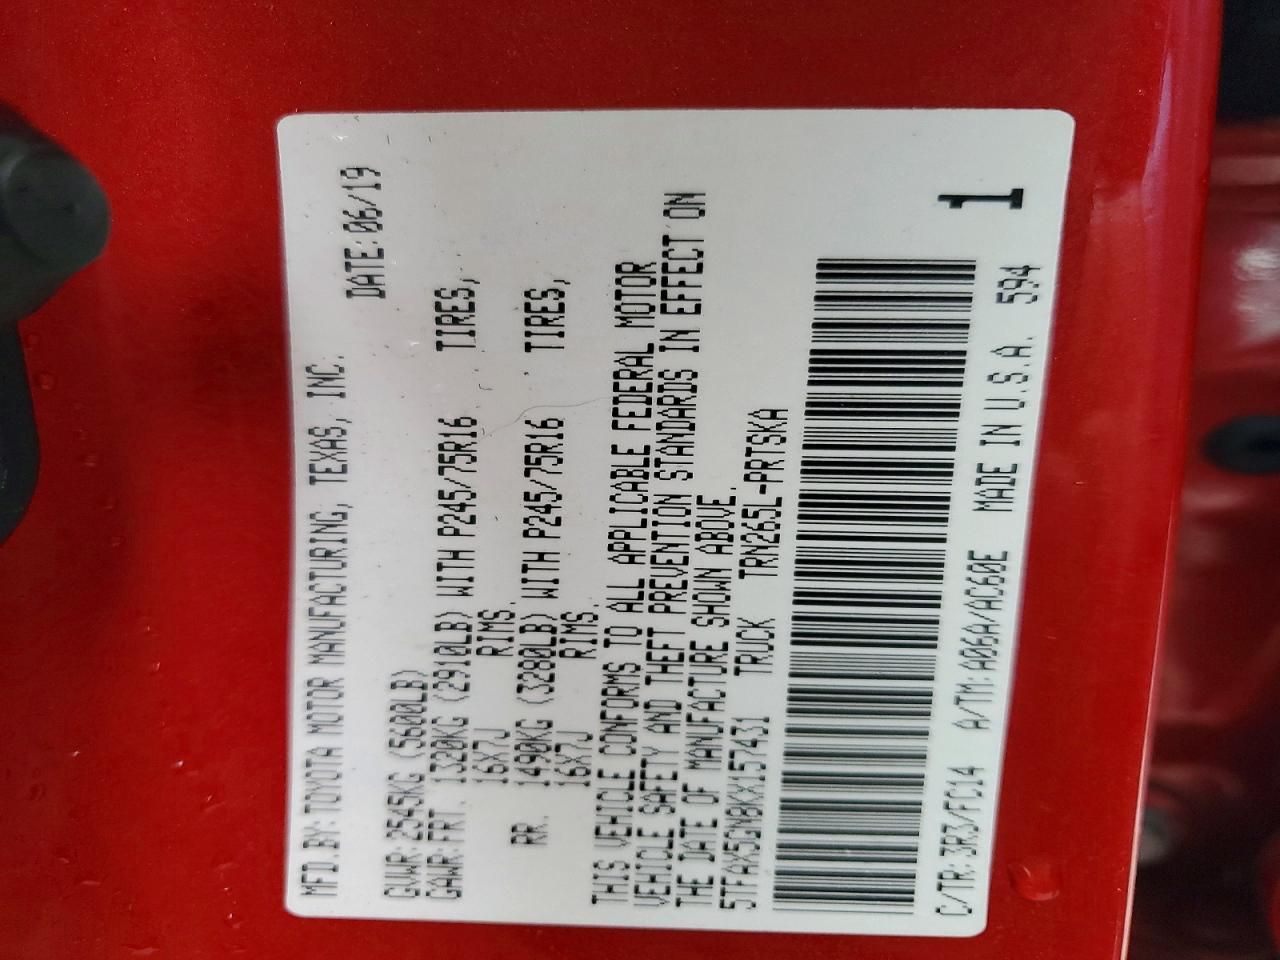 MFD.BY:TOYOTA MOTOR MANUFACTURING, TEXAS, INC.
DATE:06/19
GVWR:2545KG (5600LB)
GAWR:FRT. 1320KG (2910LB) WITH P245/75R16 TIRES,
16X7J RIMS.
RR. 1490KG (3280LB) WITH P245/75R16 TIRES,
16X7J RIMS.
THIS VEHICLE CONFORMS TO ALL APPLICABLE FEDERAL MOTOR
VEHICLE SAFETY AND THEFT PREVENTION STANDARDS IN EFFECT ON
THE DATE OF MANUFACTURE SHOWN ABOVE.
5TFAX5GN8KX157431 TRUCK TRN265L-PRTSKA
1
C/TR:3R3/FC14 A/TM:A06A/AC60E MADE IN U.S.A. 594